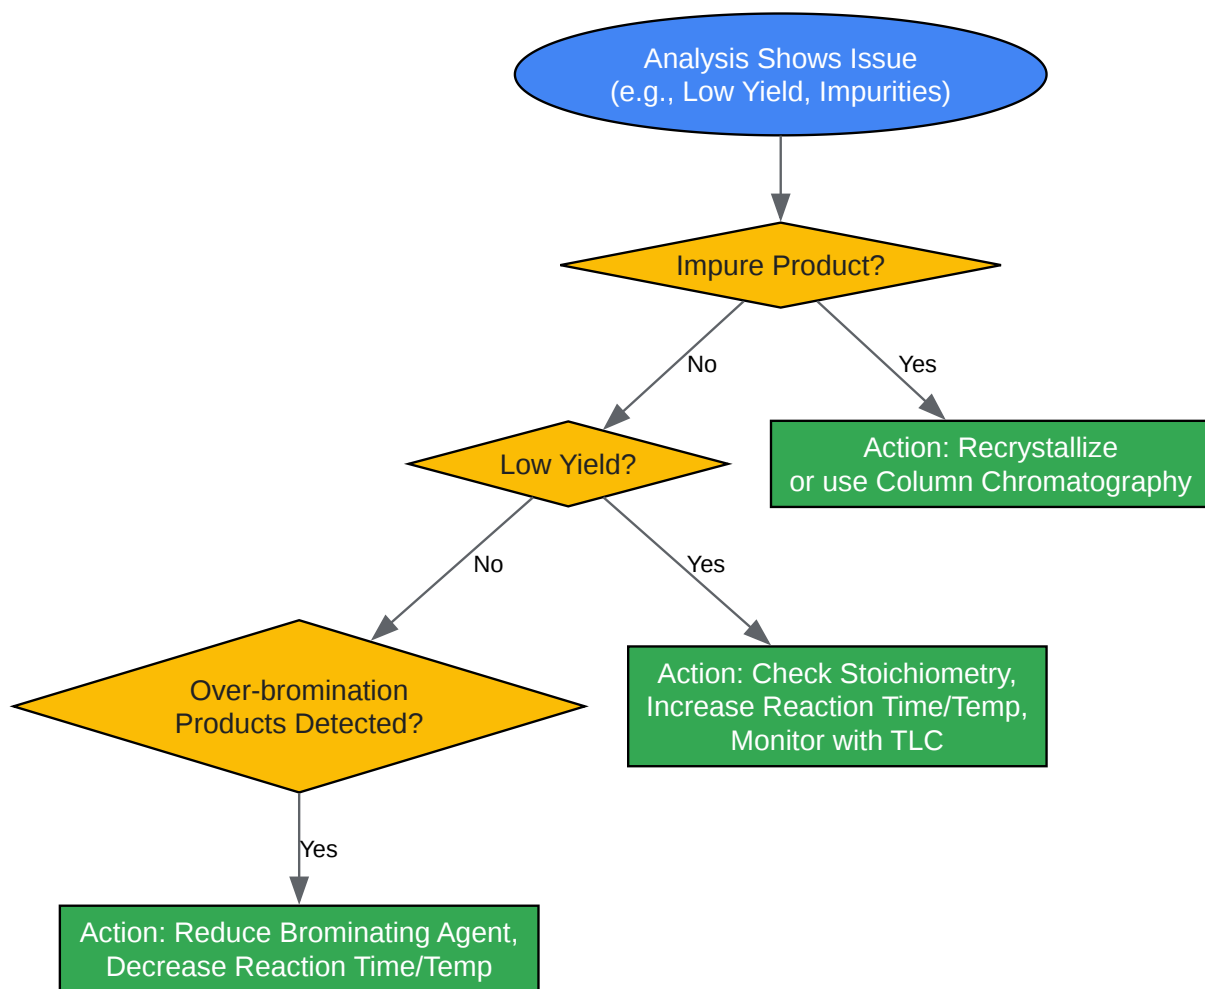 Analysis Shows Issue
(e.g., Low Yield, Impurities)
Impure Product?
No
Yes
Low Yield?
Action: Recrystallize
or use Column Chromatography
No
Yes
Over-bromination
Products Detected?
Action: Check Stoichiometry,
Increase Reaction Time/Temp,
Monitor with TLC
Yes
Action: Reduce Brominating Agent,
Decrease Reaction Time/Temp